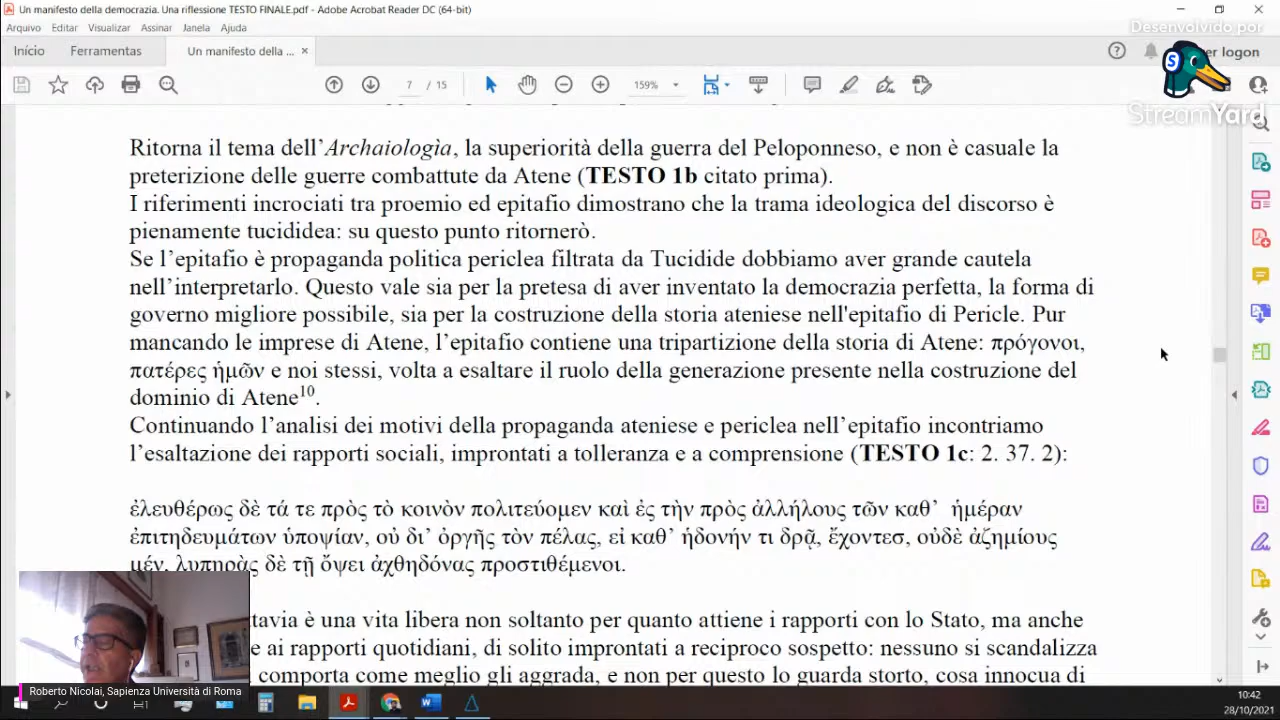 Un manifesto della democrazia. Una riflessione TESTO FINALE.pdf - Adobe Acrobat Reader DC (64-bit)
Desenvolvido por
Arquivo Editar Visualizar Assinar Janela Ajuda
Início Ferramentas Un manifesto della ... ×
er logon
StreamYard
7 / 15 159%
Ritorna il tema dell’Archaiologìa, la superiorità della guerra del Peloponneso, e non è casuale la
preterizione delle guerre combattute da Atene (TESTO 1b citato prima).
I riferimenti incrociati tra proemio ed epitafio dimostrano che la trama ideologica del discorso è
pienamente tucididea: su questo punto ritornerò.
Se l’epitafio è propaganda politica periclea filtrata da Tucidide dobbiamo aver grande cautela
nell’interpretarlo. Questo vale sia per la pretesa di aver inventato la democrazia perfetta, la forma di
governo migliore possibile, sia per la costruzione della storia ateniese nell'epitafio di Pericle. Pur
mancando le imprese di Atene, l’epitafio contiene una tripartizione della storia di Atene: πρόγονοι,
πατέρες ἡμῶν e noi stessi, volta a esaltare il ruolo della generazione presente nella costruzione del
dominio di Atene10.
Continuando l’analisi dei motivi della propaganda ateniese e periclea nell’epitafio incontriamo
l’esaltazione dei rapporti sociali, improntati a tolleranza e a comprensione (TESTO 1c: 2. 37. 2):
ἐλευθέρως δὲ τά τε πρὸς τὸ κοινὸν πολιτεύομεν καὶ ἐς τὴν πρὸς ἀλλήλους τῶν καθ’ ἡμέραν
ἐπιτηδευμάτων ὑποψίαν, οὐ δι’ ὀργῆς τὸν πέλας, εἰ καθ’ ἡδονήν τι δρᾷ, ἔχοντεσ, οὐδὲ ἀζημίους
μέν, λυπηρὰς δὲ τῇ ὄψει ἀχθηδόνας προστιθέμενοι.
tavia è una vita libera non soltanto per quanto attiene i rapporti con lo Stato, ma anche
e ai rapporti quotidiani, di solito improntati a reciproco sospetto: nessuno si scandalizza
comporta come meglio gli aggrada, e non per questo lo guarda storto, cosa innocua di
Roberto Nicolai, Sapienza Università di Roma
10:42
28/10/2021